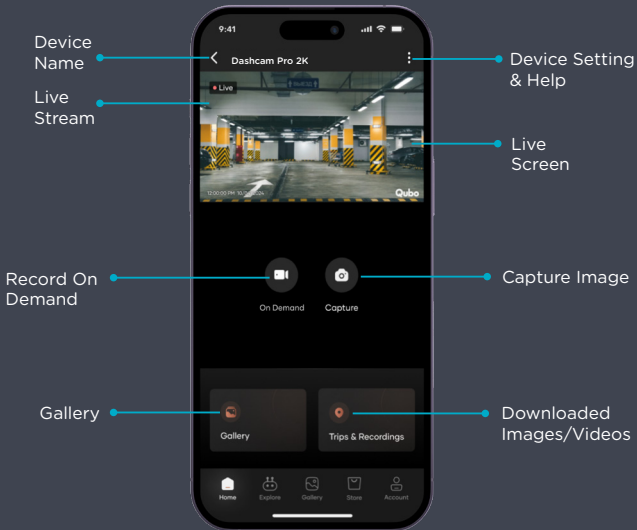 9:41
Device
Name
Dashcam Pro 2K
Device Setting
& Help
Live
Live
Stream
Live
Screen
Qubo
Record On
Demand
Capture Image
On Demand
Capture
Gallery
Gallery
Trips & Recordings
Downloaded
Images/Videos
Home
Explore
Gallery
Store
Account